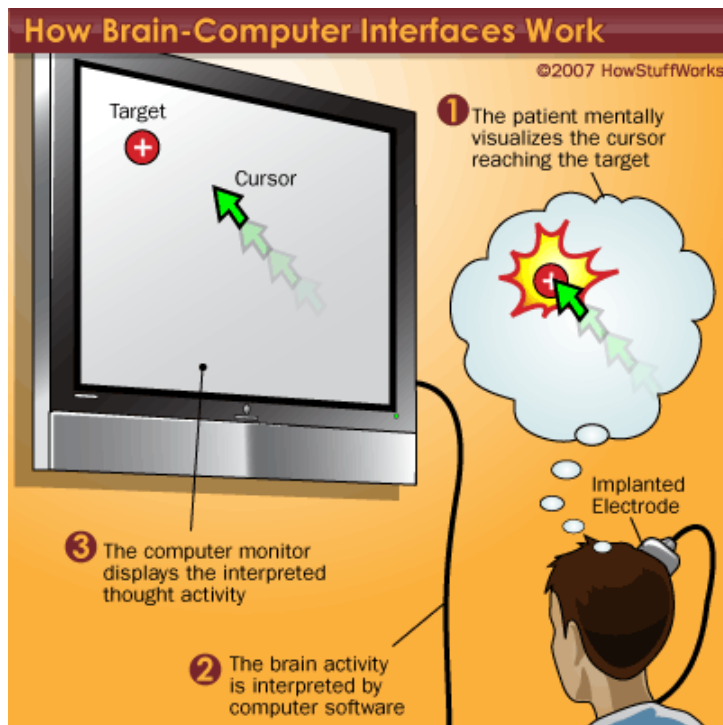 How Brain-Computer Interfaces Work
©2007 HowStuffWorks
Target
Cursor
1 The patient mentally
visualizes the cursor
reaching the target
Implanted
Electrode
3 The computer monitor
displays the interpreted
thought activity
2 The brain activity
is interpreted by
computer software